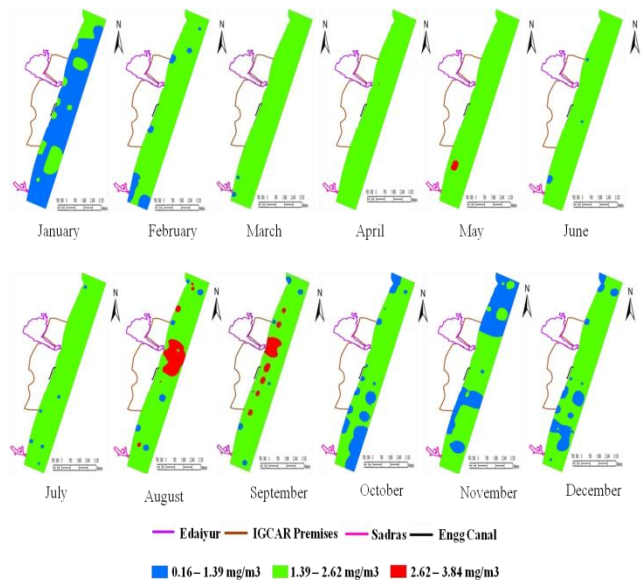 N N N N N N
January February March April May June
N N N N N N
July August September October November December
Edaiyur IGCAR Premises Sadras Engg Canal
0.16 – 1.39 mg/m3 1.39 – 2.62 mg/m3 2.62 – 3.84 mg/m3